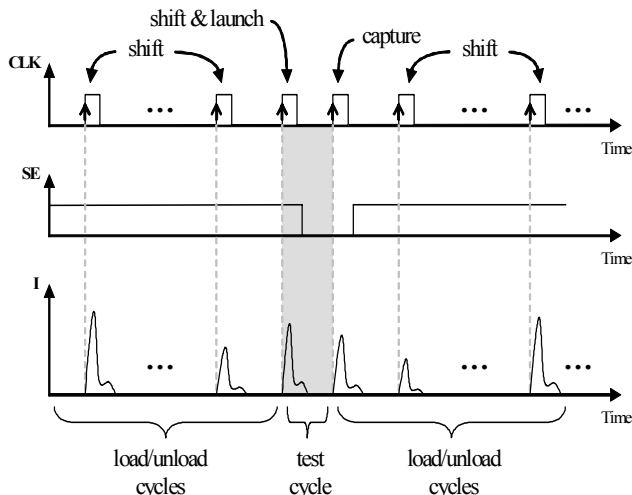 shift & launch
shift
capture
shift
CLK
•••
•••
•••
Time
SE
Time
I
•••
•••
•••
Time
load/unload
cycles
test
cycle
load/unload
cycles